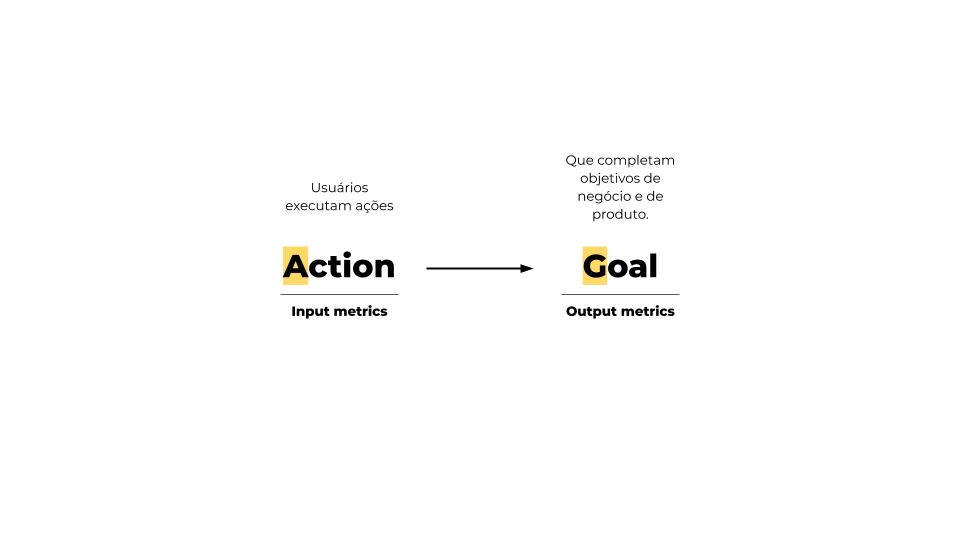 Usuários
executam ações
Action
Input metrics
Que completam
objetivos de
negócio e de
produto.
Goal
Output metrics